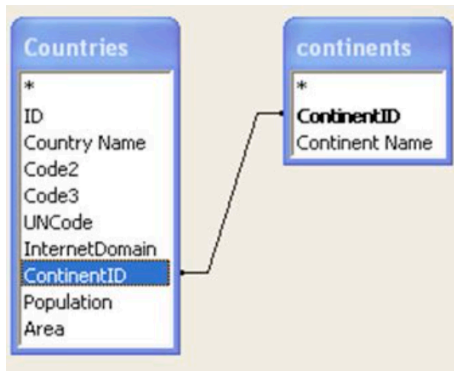 Countries
*
ID
Country Name
Code2
Code3
UNCode
InternetDomain
ContinentID
Population
Area
continents
*
ContinentID
Continent Name